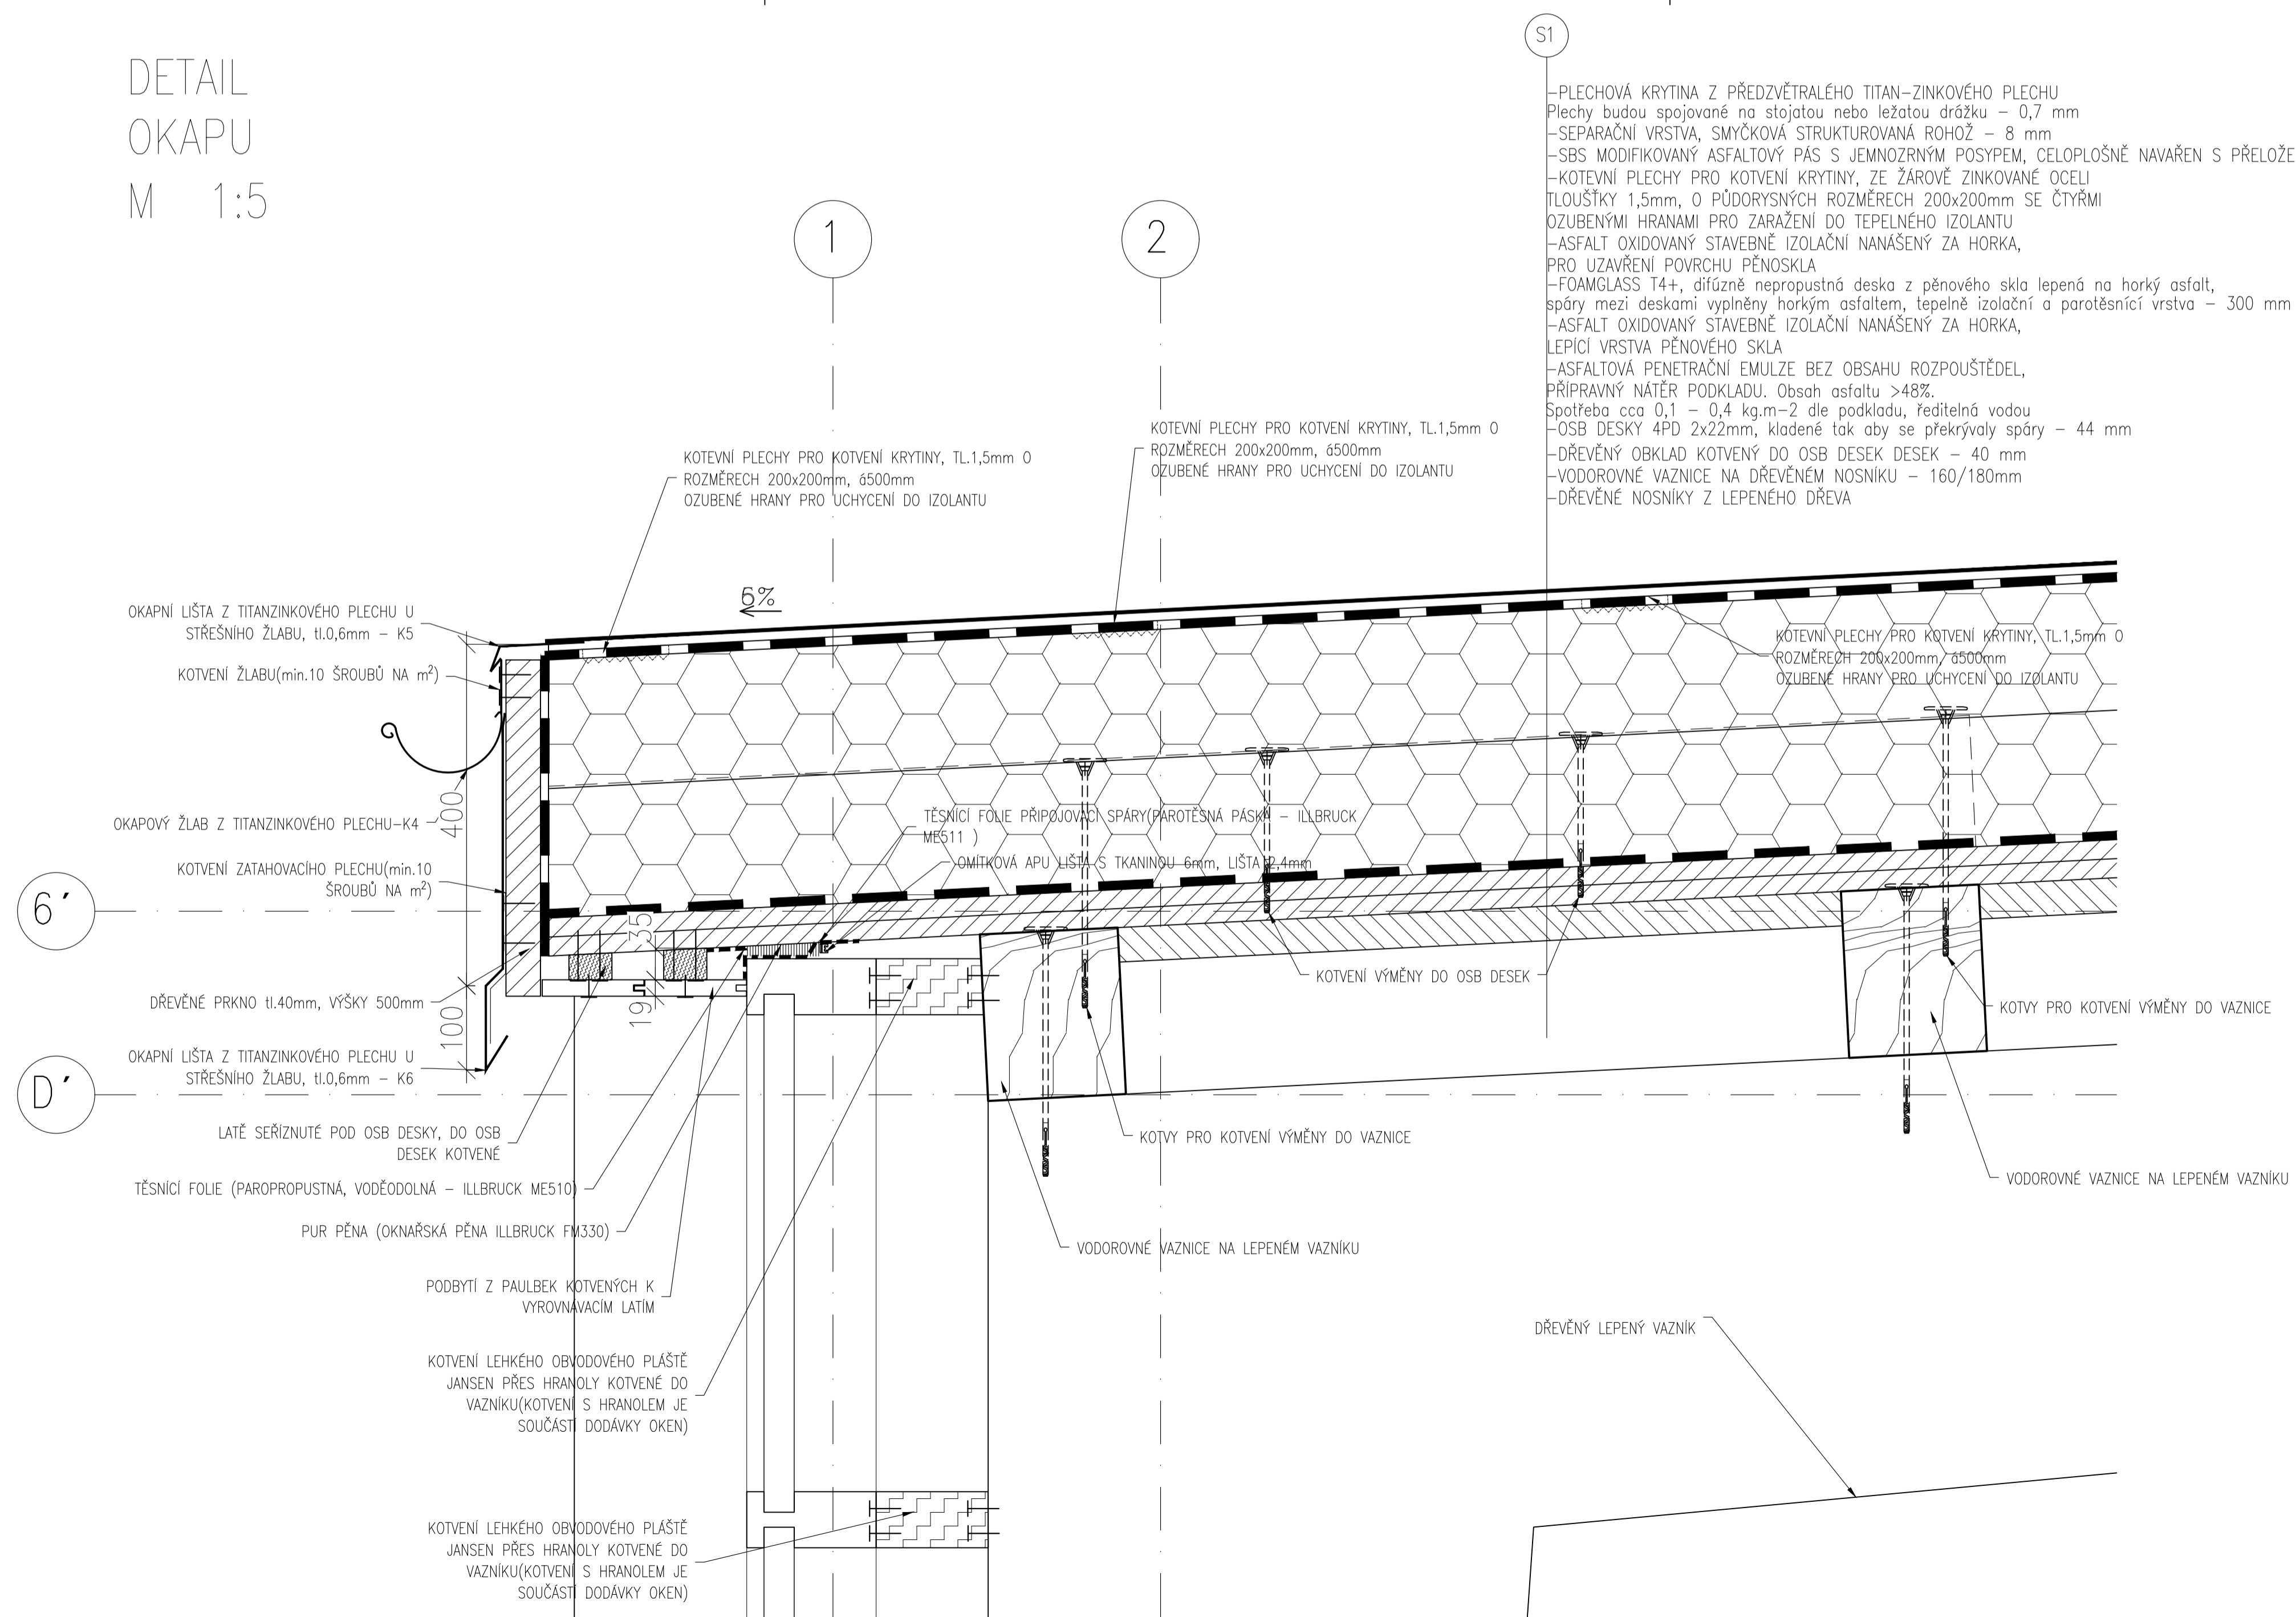 DETAIL
OKAPU
M 1:5
S1
-PLECHOVÁ KRYTINA Z PŘEDZVĚTRALÉHO TITAN-ZINKOVÉHO PLECHU
Plechy budou spojované na stojatou nebo ležatou drážku - 0,7 mm
-SEPARAČNÍ VRSTVA, SMYČKOVÁ STRUKTUROVANÁ ROHOŽ - 8 mm
-SBS MODIFIKOVANÝ ASFALTOVÝ PÁS S JEMNOZRNÝM POSYPEM, CELOPLOŠNĚ NAVAŘEN S PŘELOŽE
-KOTEVNÍ PLECHY PRO KOTVENÍ KRYTINY, ZE ŽÁROVĚ ZINKOVANÉ OCELI
TLOUŠŤKY 1,5mm, O PŮDORYSNÝCH ROZMĚRECH 200x200mm SE ČTYŘMI
OZUBENÝMI HRANAMI PRO ZARAŽENÍ DO TEPELNÉHO IZOLANTU
-ASFALT OXIDOVANÝ STAVEBNĚ IZOLAČNÍ NANÁŠENÝ ZA HORKA,
PRO UZAVŘENÍ POVRCHU PĚNOSKLA
-FOAMGLASS T4+, difúzně nepropustná deska z pěnového skla lepená na horký asfalt,
spáry mezi deskami vyplněny horkým asfaltem, tepelně izolační a parotěsnící vrstva - 300 mm
-ASFALT OXIDOVANÝ STAVEBNĚ IZOLAČNÍ NANÁŠENÝ ZA HORKA,
LEPÍCÍ VRSTVA PĚNOVÉHO SKLA
-ASFALTOVÁ PENETRAČNÍ EMULZE BEZ OBSAHU ROZPOUŠTĚDEL,
PŘÍPRAVNÝ NÁTĚR PODKLADU. Obsah asfaltu >48%.
Spotřeba cca 0,1 - 0,4 kg.m-2 dle podkladu, ředitelná vodou
-OSB DESKY 4PD 2x22mm, kladené tak aby se překrývaly spáry - 44 mm
-DŘEVĚNÝ OBKLAD KOTVENÝ DO OSB DESEK DESEK - 40 mm
-VODOROVNÉ VAZNICE NA DŘEVĚNÉM NOSNÍKU - 160/180mm
-DŘEVĚNÉ NOSNÍKY Z LEPENÉHO DŘEVA
1
2
KOTEVNÍ PLECHY PRO KOTVENÍ KRYTINY, TL.1,5mm O
ROZMĚRECH 200x200mm, á500mm
OZUBENÉ HRANY PRO UCHYCENÍ DO IZOLANTU
KOTEVNÍ PLECHY PRO KOTVENÍ KRYTINY, TL.1,5mm O
ROZMĚRECH 200x200mm, á500mm
OZUBENÉ HRANY PRO UCHYCENÍ DO IZOLANTU
6%
OKAPNÍ LIŠTA Z TITANZINKOVÉHO PLECHU U
STŘEŠNÍHO ŽLABU, tl.0,6mm - K5
KOTVENÍ ŽLABU(min.10 ŠROUBŮ NA m²)
KOTEVNÍ PLECHY PRO KOTVENÍ KRYTINY, TL.1,5mm O
ROZMĚRECH 200x200mm, á500mm
OZUBENÉ HRANY PRO UCHYCENÍ DO IZOLANTU
400
OKAPOVÝ ŽLAB Z TITANZINKOVÉHO PLECHU-K4
TĚSNÍCÍ FOLIE PŘIPOJOVACÍ SPÁRY(PAROTĚSNÁ PÁSKA - ILLBRUCK
ME511 )
OMÍTKOVÁ APU LIŠTA S TKANINOU 6mm, LIŠTA 2,4mm
KOTVENÍ ZATAHOVACÍHO PLECHU(min.10
ŠROUBŮ NA m²)
6´
35
19
KOTVENÍ VÝMĚNY DO OSB DESEK
DŘEVĚNÉ PRKNO tl.40mm, VÝŠKY 500mm
100
KOTVY PRO KOTVENÍ VÝMĚNY DO VAZNICE
OKAPNÍ LIŠTA Z TITANZINKOVÉHO PLECHU U
STŘEŠNÍHO ŽLABU, tl.0,6mm - K6
D´
LATĚ SEŘÍZNUTÉ POD OSB DESKY, DO OSB
DESEK KOTVENÉ
KOTVY PRO KOTVENÍ VÝMĚNY DO VAZNICE
VODOROVNÉ VAZNICE NA LEPENÉM VAZNÍKU
TĚSNÍCÍ FOLIE (PAROPROPUSTNÁ, VODĚODOLNÁ - ILLBRUCK ME510)
PUR PĚNA (OKNAŘSKÁ PĚNA ILLBRUCK FM330)
VODOROVNÉ VAZNICE NA LEPENÉM VAZNÍKU
PODBYTÍ Z PAULBEK KOTVENÝCH K
VYROVNÁVACÍM LATÍM
DŘEVĚNÝ LEPENÝ VAZNÍK
KOTVENÍ LEHKÉHO OBVODOVÉHO PLÁŠTĚ
JANSEN PŘES HRANOLY KOTVENÉ DO
VAZNÍKU(KOTVENÍ S HRANOLEM JE
SOUČÁSTÍ DODÁVKY OKEN)
KOTVENÍ LEHKÉHO OBVODOVÉHO PLÁŠTĚ
JANSEN PŘES HRANOLY KOTVENÉ DO
VAZNÍKU(KOTVENÍ S HRANOLEM JE
SOUČÁSTÍ DODÁVKY OKEN)